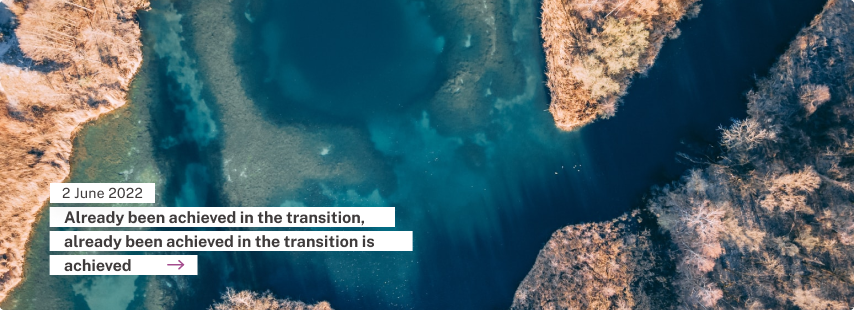 2 June 2022
Already been achieved in the transition,
already been achieved in the transition is
achieved →